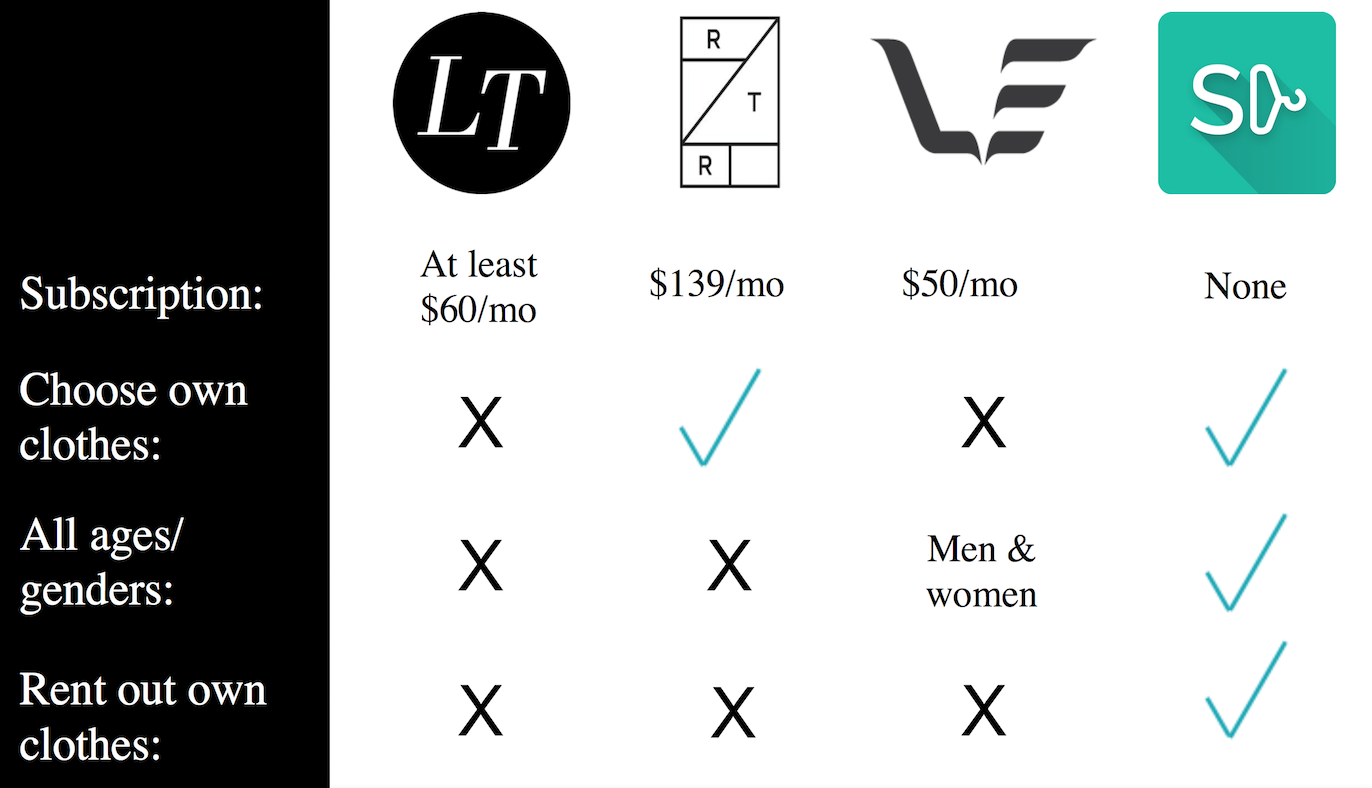 LT
R
T
R
SD
Subscription:
At least
$60/mo
$139/mo
$50/mo
None
Choose own
clothes:
X
X
All ages/
genders:
X
X
Men &
women
Rent out own
clothes:
X
X
X